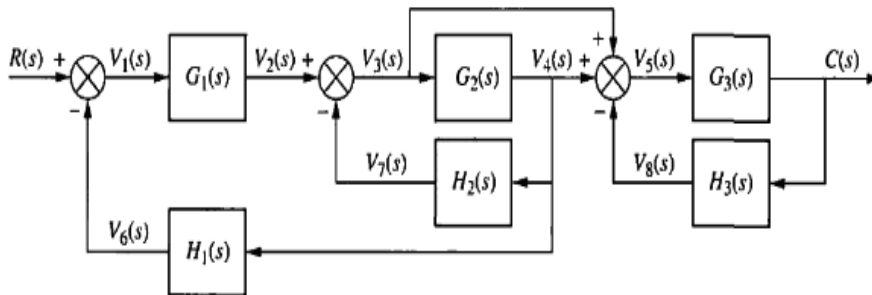 +
R(s) + V₁(s) G₁(s) V₂(s) + V₃(s) G₂(s) V₄(s) + V₅(s) G₃(s) C(s)
− − −
V₇(s) H₂(s) V₈(s) H₃(s)
V₆(s) H₁(s)